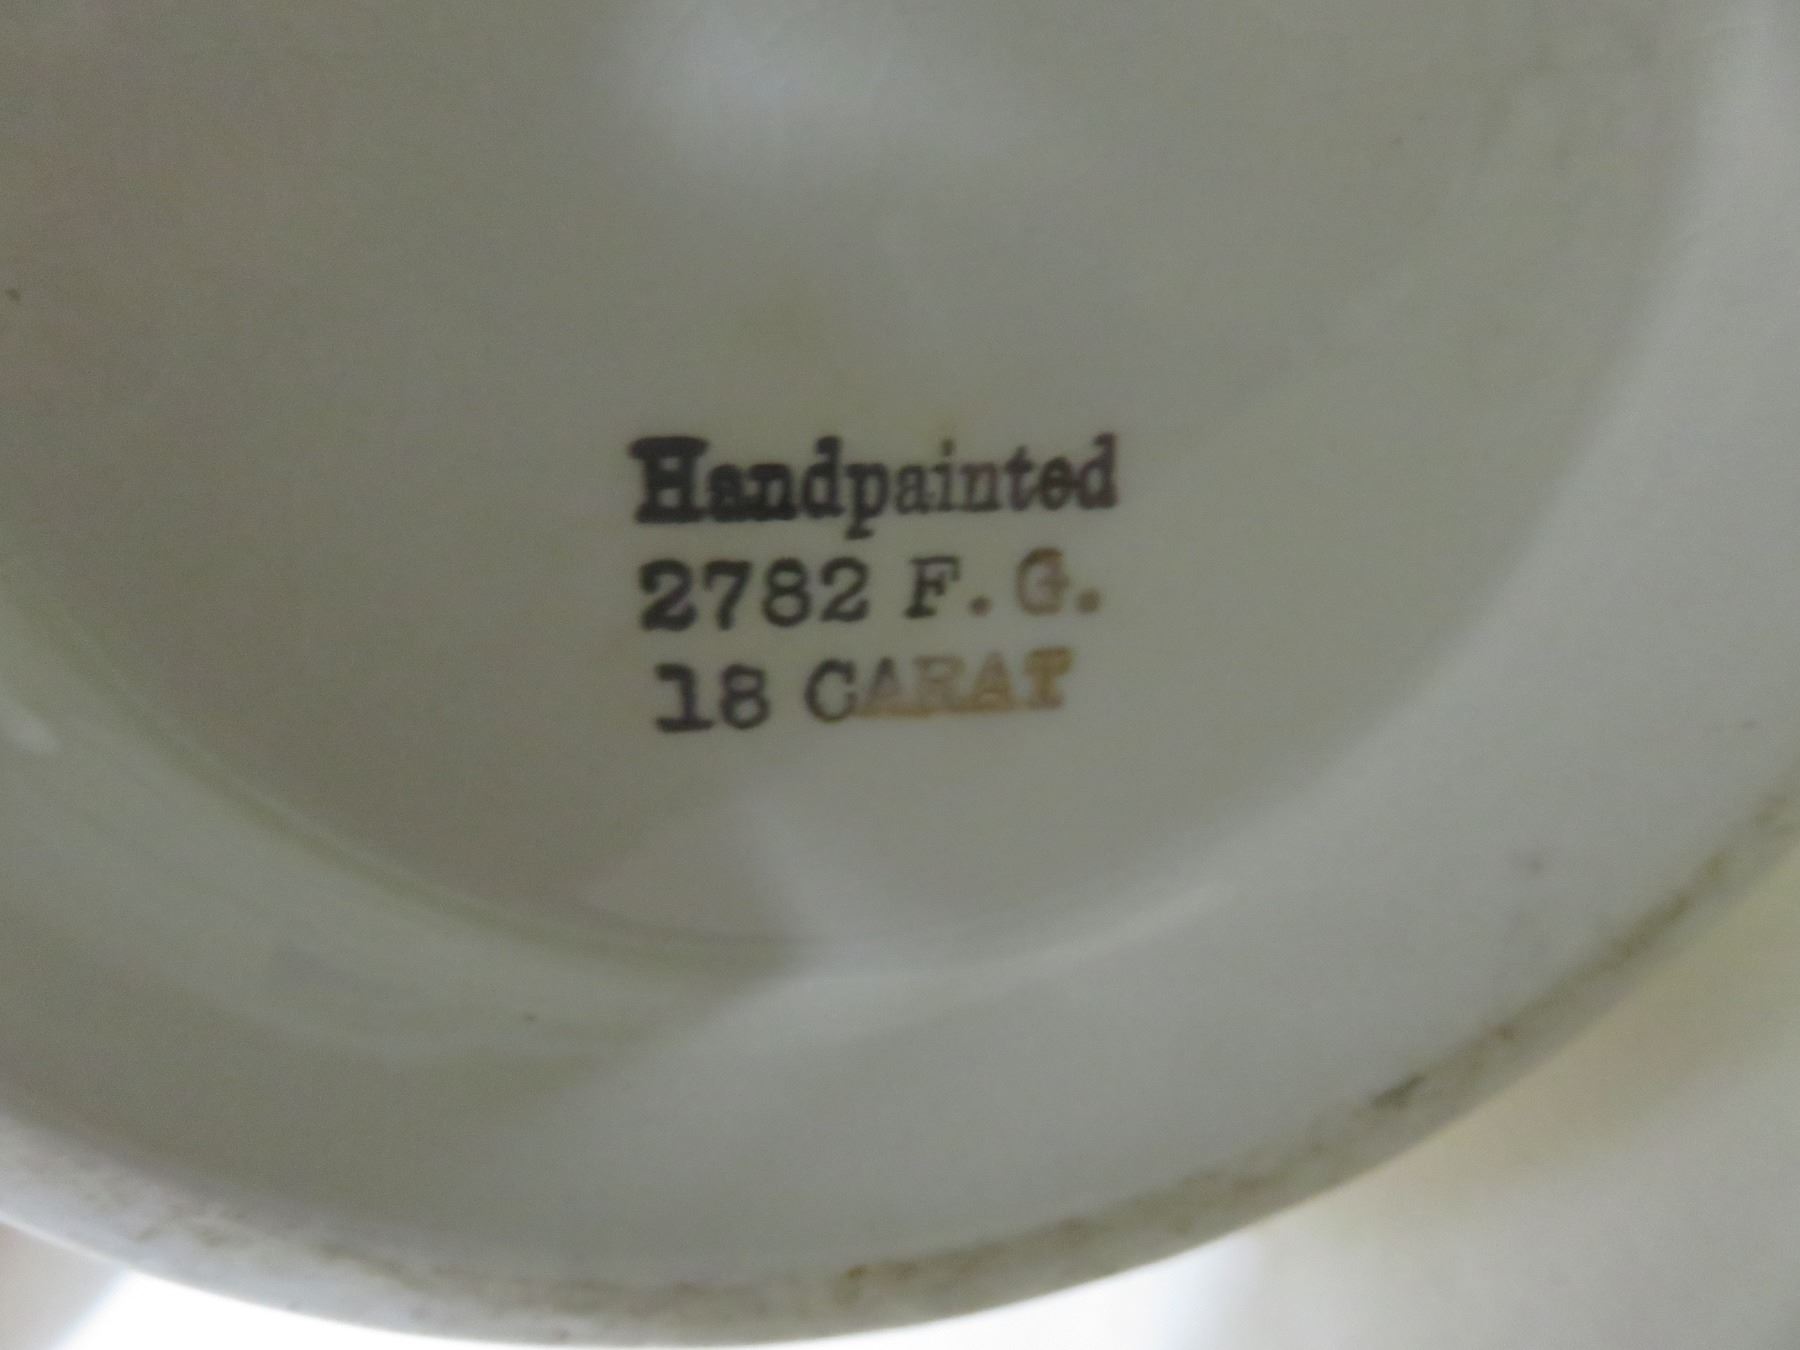 Handpainted
2782 F. G.
18 CARAT